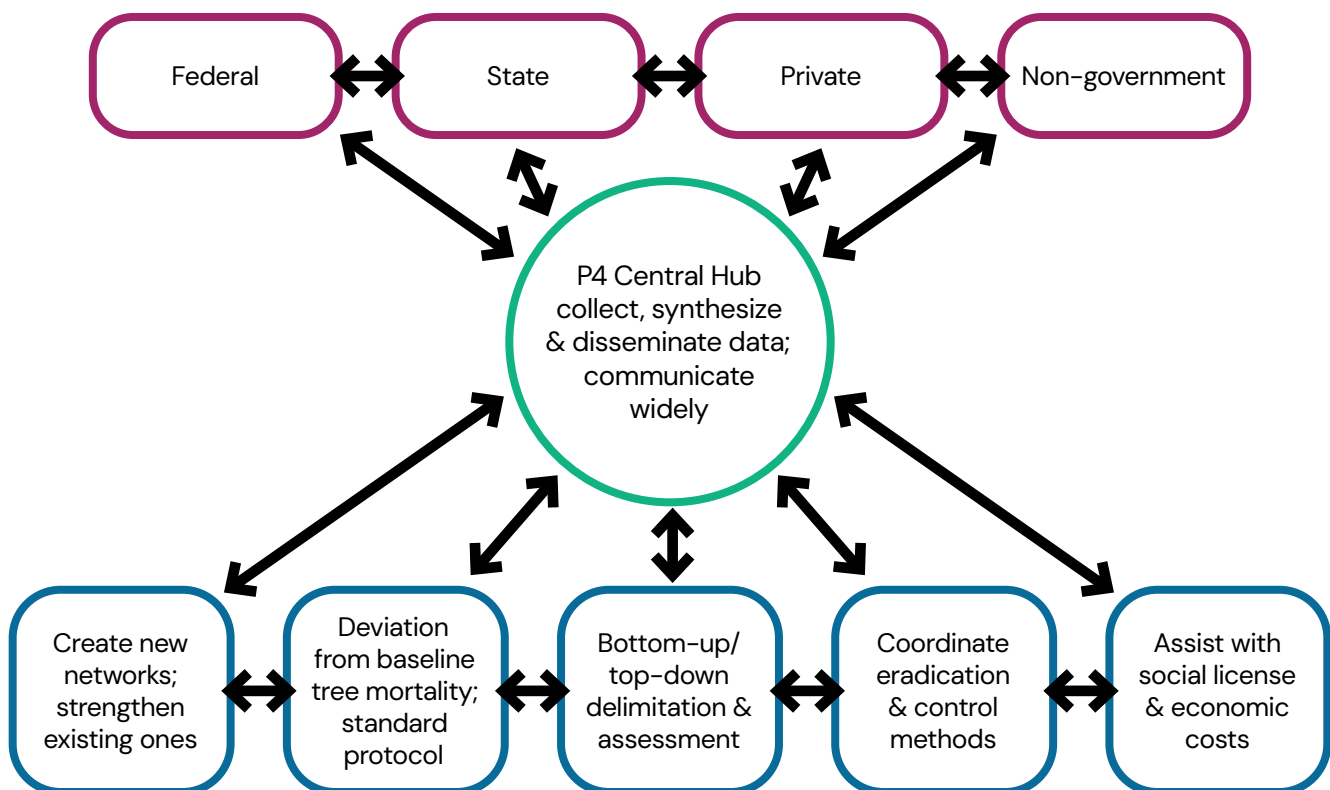 Federal
State
Private
Non-government
P4 Central Hub
collect, synthesize
& disseminate data;
communicate
widely
Create new
networks;
strengthen
existing ones
Deviation
from baseline
tree mortality;
standard
protocol
Bottom-up/
top-down
delimitation &
assessment
Coordinate
eradication
& control
methods
Assist with
social license
& economic
costs